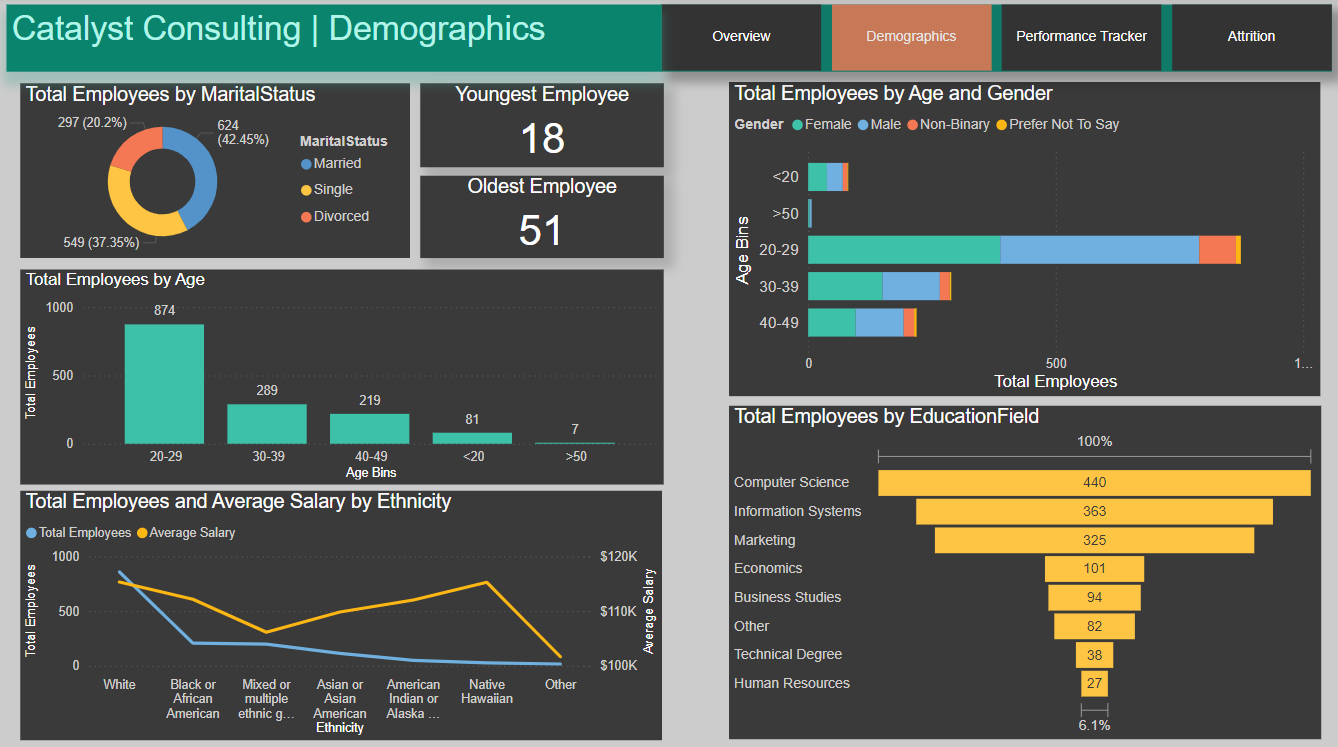 Catalyst Consulting | Demographics
Overview
Demographics
Performance Tracker
Attrition
Total Employees by MaritalStatus
297 (20.2%)
624
(42.45%)
549 (37.35%)
MaritalStatus
Married
Single
Divorced
Youngest Employee
18
Oldest Employee
51
Total Employees by Age
Total Employees
1000
500
0
874
289
219
81
7
20-29
30-39
40-49
<20
>50
Age Bins
Total Employees and Average Salary by Ethnicity
Total Employees
Average Salary
Total Employees
1000
500
0
$120K
$110K
$100K
Average Salary
White
Black or
African
American
Mixed or
multiple
ethnic g...
Asian or
Asian
American
American
Indian or
Alaska ...
Native
Hawaiian
Other
Ethnicity
Total Employees by Age and Gender
Gender Female Male Non-Binary Prefer Not To Say
Age Bins
<20
>50
20-29
30-39
40-49
0
500
1...
Total Employees
Total Employees by EducationField
100%
Computer Science 440
Information Systems 363
Marketing 325
Economics 101
Business Studies 94
Other 82
Technical Degree 38
Human Resources 27
6.1%